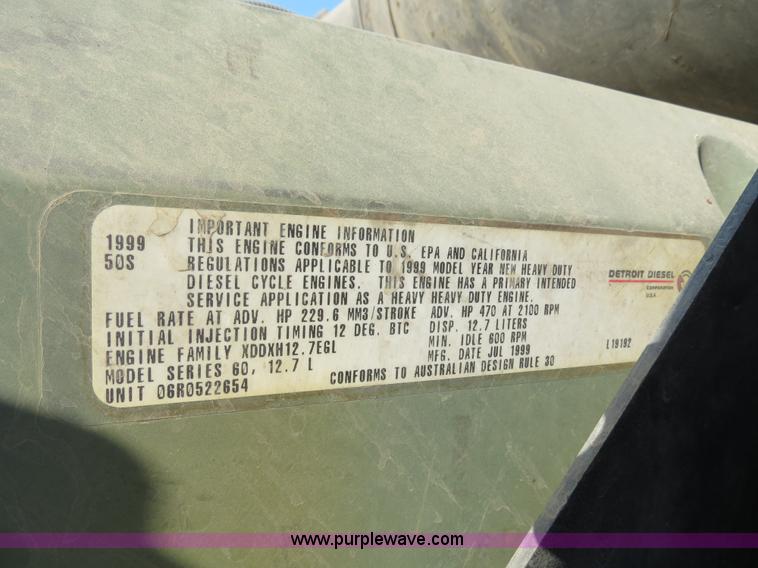 IMPORTANT ENGINE INFORMATION
1999 THIS ENGINE CONFORMS TO U.S. EPA AND CALIFORNIA
50S REGULATIONS APPLICABLE TO 1999 MODEL YEAR NEW HEAVY DUTY
DIESEL CYCLE ENGINES. THIS ENGINE HAS A PRIMARY INTENDED
SERVICE APPLICATION AS A HEAVY HEAVY DUTY ENGINE.
FUEL RATE AT ADV. HP 229.6 MM3/STROKE ADV. HP 470 AT 2100 RPM
INITIAL INJECTION TIMING 12 DEG. BTC DISP. 12.7 LITERS
ENGINE FAMILY XDDXH12.7EGL MIN. IDLE 600 RPM
MODEL SERIES 60, 12.7 L MFG. DATE JUL 1999
UNIT 06R0522654 CONFORMS TO AUSTRALIAN DESIGN RULE 30
DETROIT DIESEL
CORPORATION
U.S.A.
L19192
www.purplewave.com